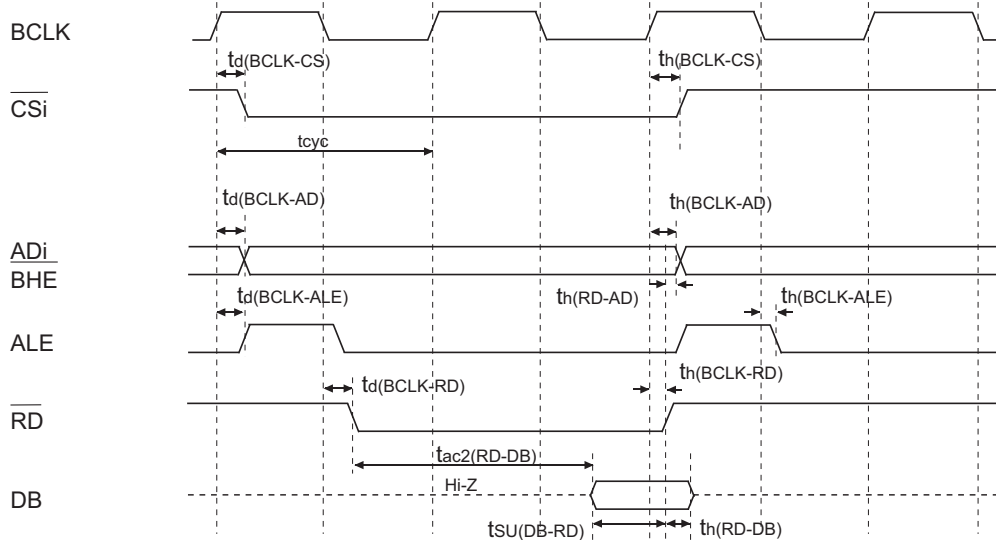 BCLK
td(BCLK-CS)
th(BCLK-CS)
CSi
tcyc
td(BCLK-AD)
th(BCLK-AD)
ADi
BHE
td(BCLK-ALE)
th(RD-AD)
th(BCLK-ALE)
ALE
td(BCLK-RD)
th(BCLK-RD)
RD
tac2(RD-DB)
Hi-Z
DB
tSU(DB-RD)
th(RD-DB)